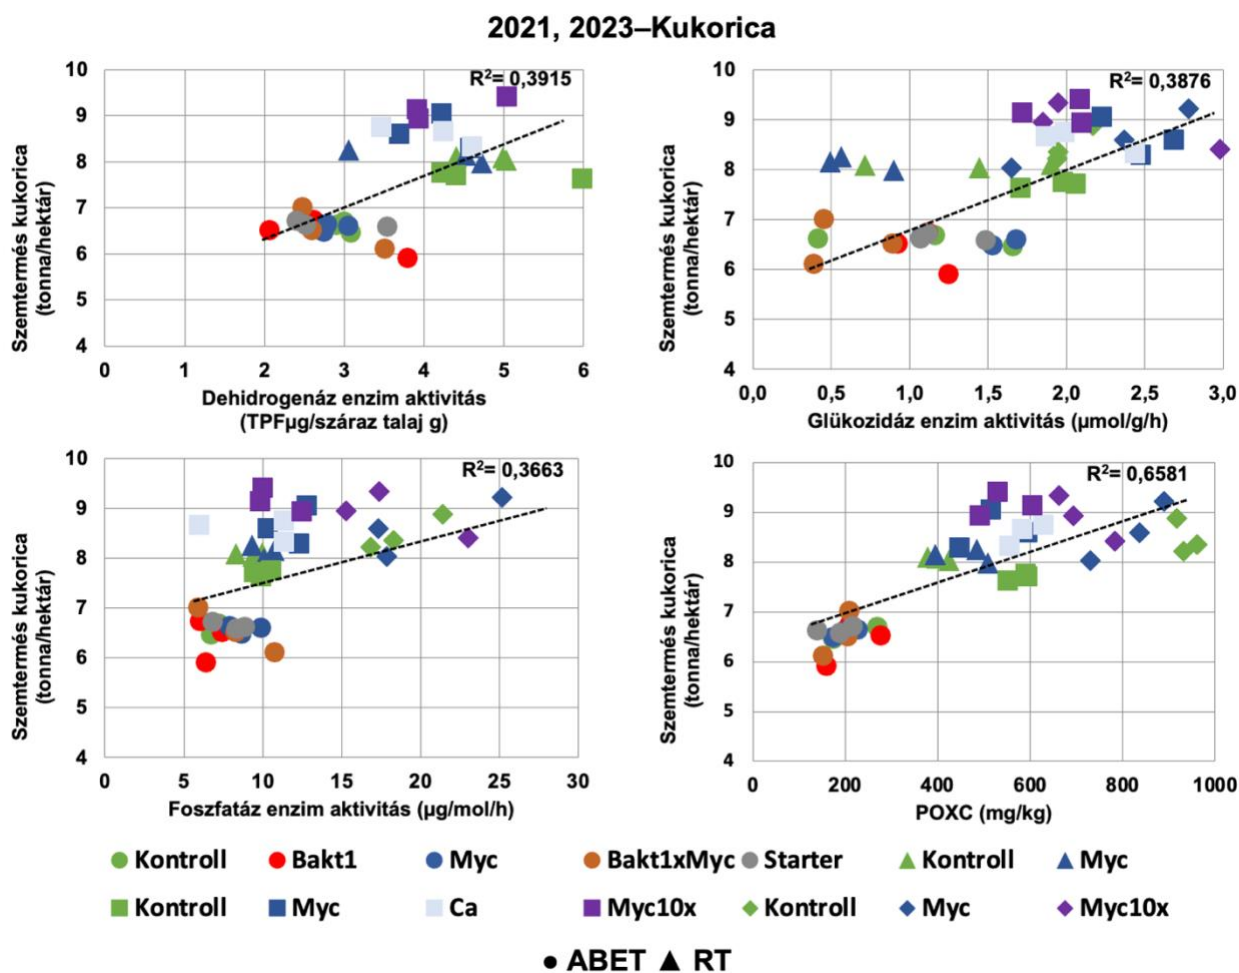 2021, 2023–Kukorica
R²= 0,3915
10
9
8
7
6
5
4
0
2
3
4
5
6
Szemtermés kukorica
(tonna/hektár)
Dehidrogenáz enzim aktivitás
(TPFµg/száraz talaj g)
R²= 0,3876
10
9
8
7
6
5
4
0,0
0,5
1,0
1,5
2,0
2,5
3,0
Szemtermés kukorica
(tonna/hektár)
Glükozidáz enzim aktivitás (µmol/g/h)
R²= 0,3663
10
9
8
7
6
5
4
0
5
10
15
20
25
30
Szemtermés kukorica
(tonna/hektár)
Foszfatáz enzim aktivitás (µg/mol/h)
R²= 0,6581
10
9
8
7
6
5
4
0
200
400
600
800
1000
Szemtermés kukorica
(tonna/hektár)
POXC (mg/kg)
Kontroll Bakt1 Myc Bakt1xMyc Starter Kontroll Myc
Kontroll Myc Ca Myc10x Kontroll Myc Myc10x
● ABET ▲ RT